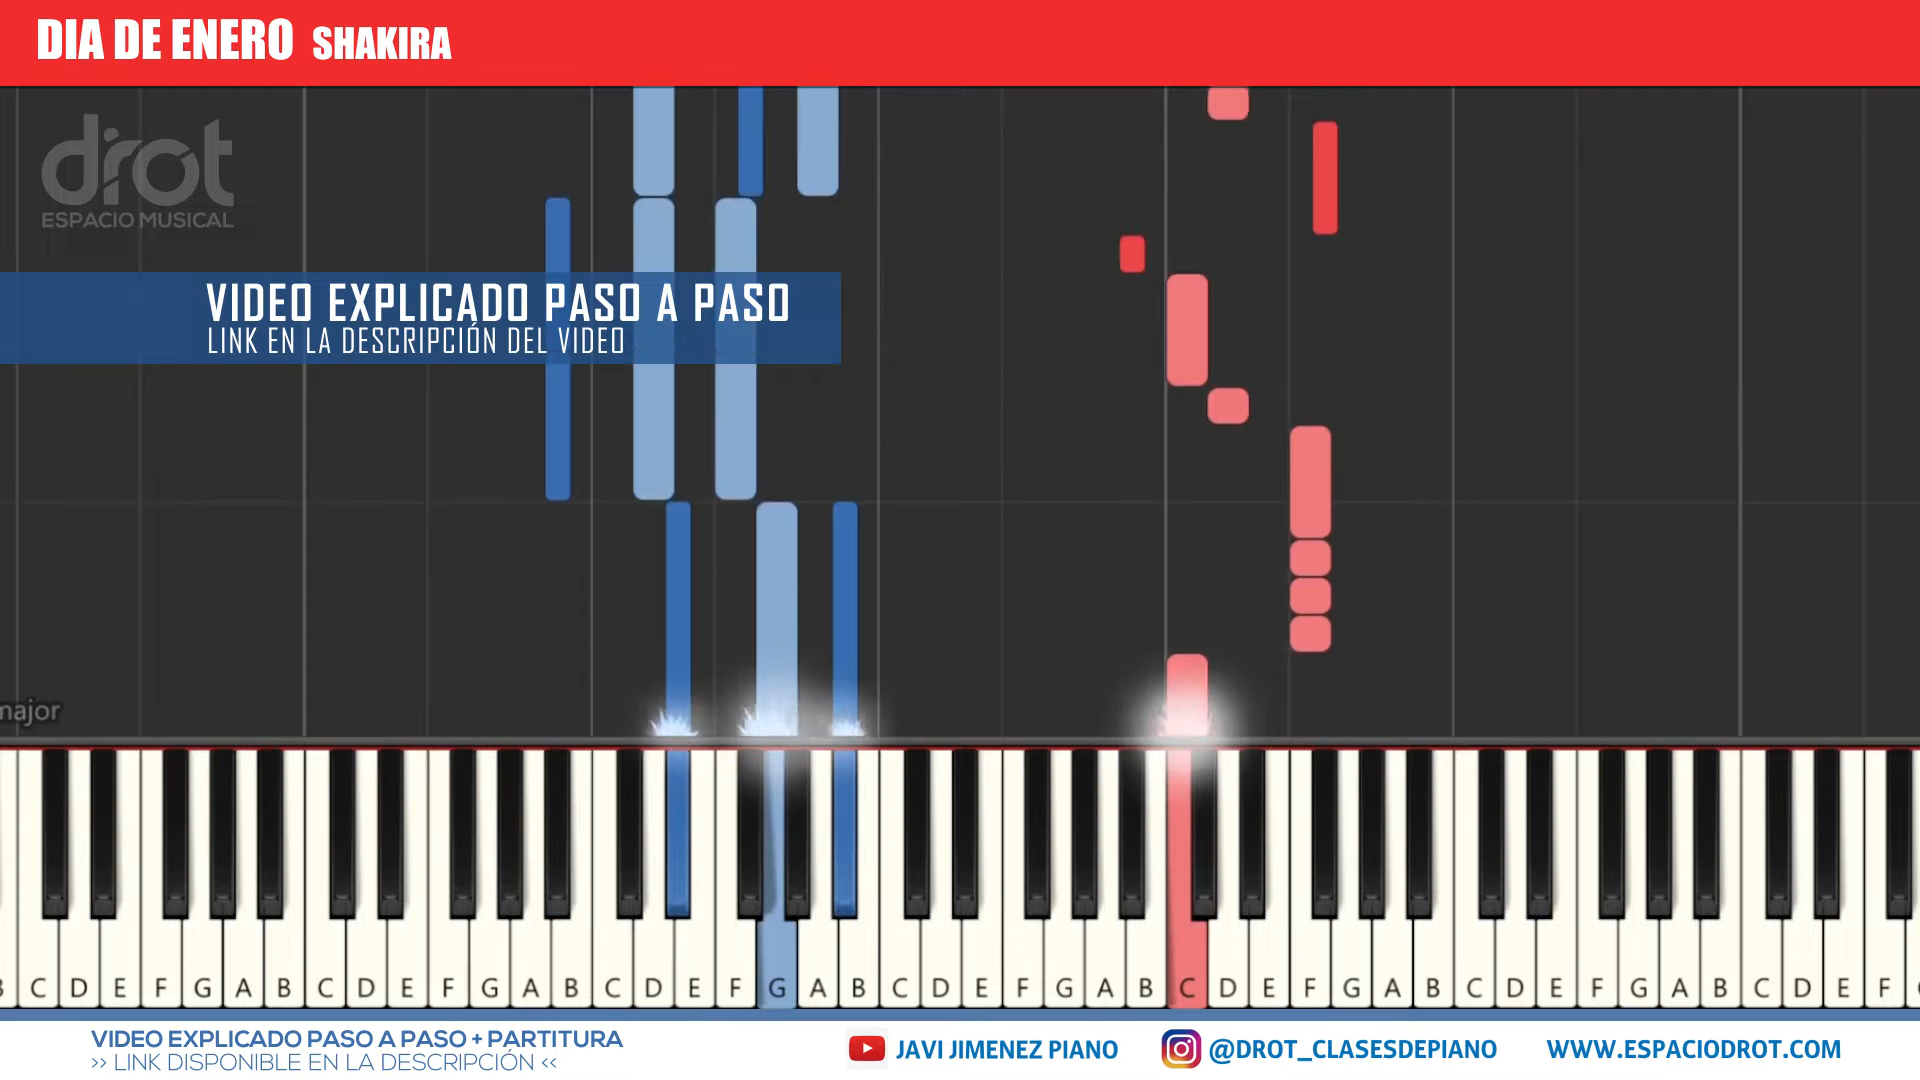 DIA DE ENERO SHAKIRA
drot
ESPACIO MUSICAL
VIDEO EXPLICADO PASO A PASO
LINK EN LA DESCRIPCIÓN DEL VIDEO
major
B C D E F G A B C D E F G A B C D E F G A B C D E F G A B C D E F G A B C D E F G A B C D E F
VIDEO EXPLICADO PASO A PASO + PARTITURA
>> LINK DISPONIBLE EN LA DESCRIPCIÓN <<
JAVI JIMENEZ PIANO @DROT_CLASESDEPIANO WWW.ESPACIODROT.COM